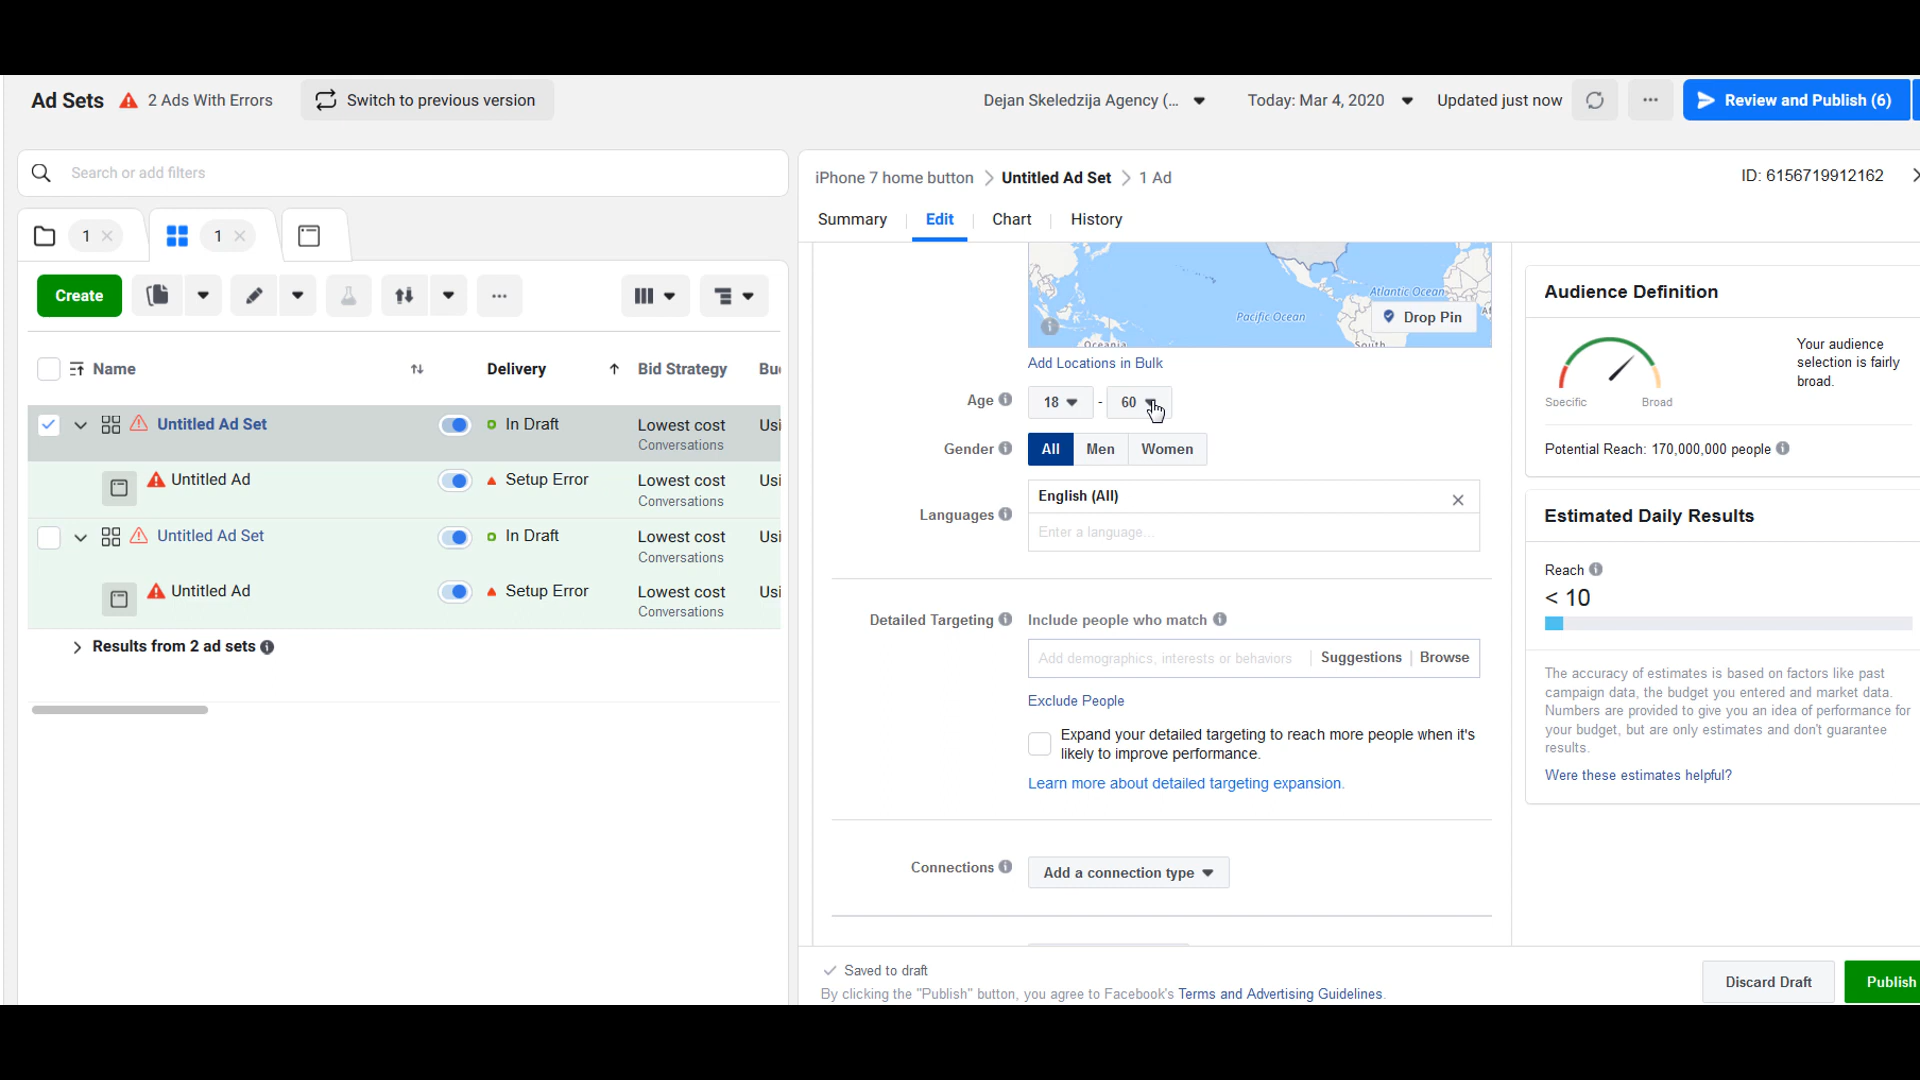 Ad Sets 2 Ads With Errors Switch to previous version Dejan Skeledzija Agency (... Today: Mar 4, 2020 Updated just now ... Review and Publish (6)
Search or add filters
iPhone 7 home button > Untitled Ad Set > 1 Ad ID: 6156719912162
Summary Edit Chart History
1 × 1 ×
Create ...
Name Delivery Bid Strategy Bu
Untitled Ad Set In Draft Lowest cost Usi
Conversations
Untitled Ad Setup Error Lowest cost Usi
Conversations
Untitled Ad Set In Draft Lowest cost Usi
Conversations
Untitled Ad Setup Error Lowest cost Usi
Conversations
Results from 2 ad sets
Atlantic Ocean
Pacific Ocean
Drop Pin
Oceania
South
Add Locations in Bulk
Age 18 - 60
Gender All Men Women
Languages English (All)
Enter a language...
Detailed Targeting Include people who match
Add demographics, interests or behaviors Suggestions Browse
Exclude People
Expand your detailed targeting to reach more people when it's
likely to improve performance.
Learn more about detailed targeting expansion.
Connections Add a connection type
Saved to draft
By clicking the "Publish" button, you agree to Facebook's Terms and Advertising Guidelines.
Discard Draft Publish
Audience Definition
Specific Broad
Your audience
selection is fairly
broad.
Potential Reach: 170,000,000 people
Estimated Daily Results
Reach
< 10
The accuracy of estimates is based on factors like past
campaign data, the budget you entered and market data.
Numbers are provided to give you an idea of performance for
your budget, but are only estimates and don't guarantee
results.
Were these estimates helpful?